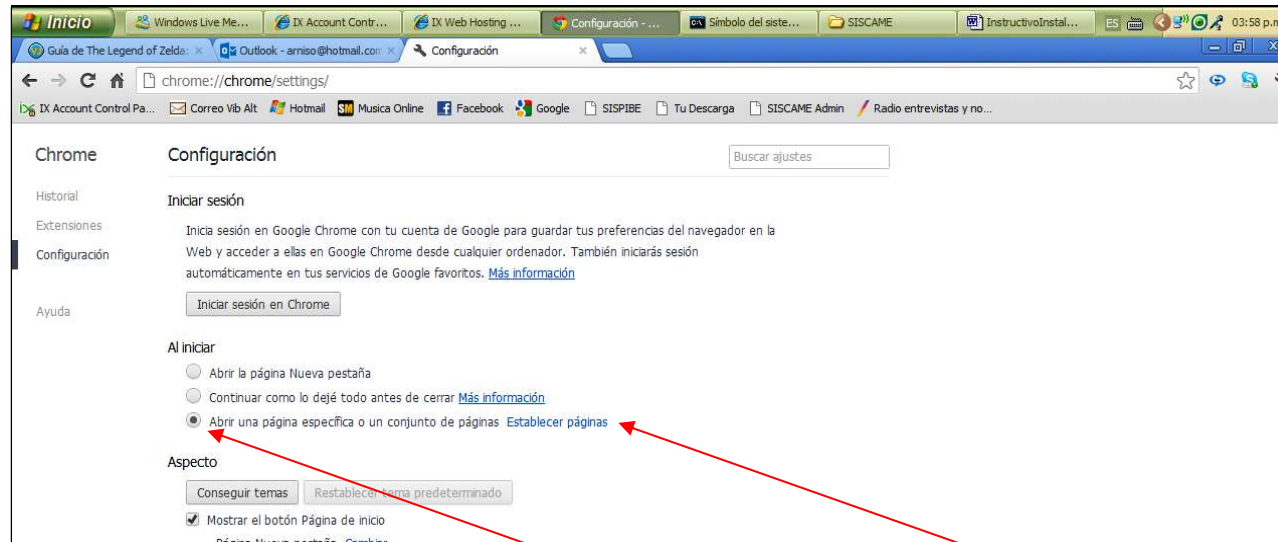 Inicio
Windows Live Me...
IX Account Contr...
IX Web Hosting ...
Configuración - ...
Símbolo del siste...
SISCAME
InstructivoInstal...
ES
03:58 p.m
Guía de The Legend of Zelda:
Outlook - arniso@hotmail.com
Configuración
chrome://chrome/settings/
IX Account Control Pa...
Correo Vib Alt
Hotmail
Musica Online
Facebook
Google
SISPIBE
Tu Descarga
SISCAME Admin
Radio entrevistas y no...
Chrome
Configuración
Buscar ajustes
Historial
Extensiones
Configuración
Ayuda
Iniciar sesión
Inicia sesión en Google Chrome con tu cuenta de Google para guardar tus preferencias del navegador en la
Web y acceder a ellas en Google Chrome desde cualquier ordenador. También iniciarás sesión
automáticamente en tus servicios de Google favoritos. Más información
Iniciar sesión en Chrome
Al iniciar
Abrir la página Nueva pestaña
Continuar como lo dejé todo antes de cerrar Más información
Abrir una página específica o un conjunto de páginas Establecer páginas
Aspecto
Conseguir temas
Restablecer tema predeterminado
Mostrar el botón Página de inicio
Página Nueva pestaña Cambiar